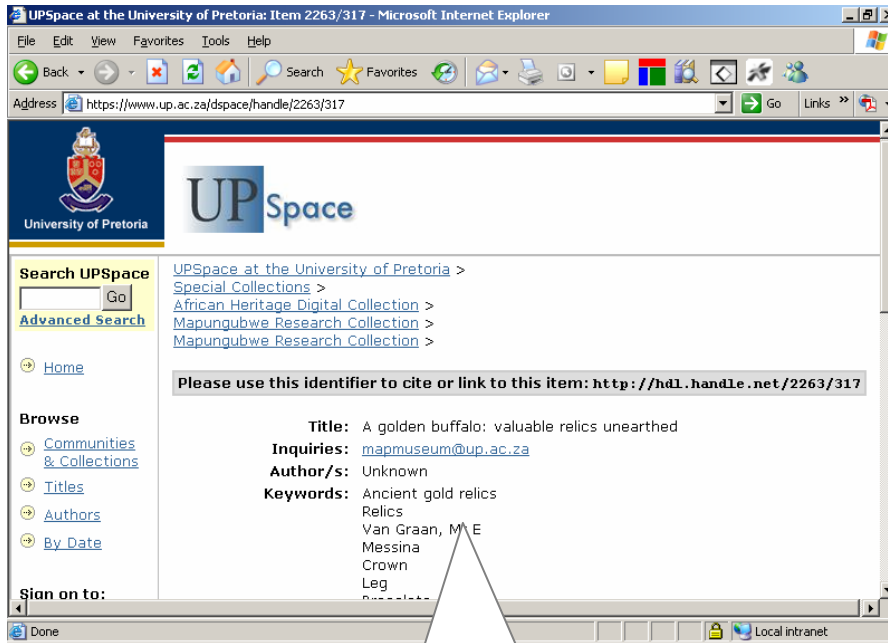 UPSpace at the University of Pretoria: Item 2263/317 - Microsoft Internet Explorer
File Edit View Favorites Tools Help
Back Search Favorites
Address https://www.up.ac.za/dspace/handle/2263/317 Go Links »
University of Pretoria
UP Space
Search UPSpace
Go
Advanced Search
Home
Browse
Communities
& Collections
Titles
Authors
By Date
Sign on to:
UPSpace at the University of Pretoria >
Special Collections >
African Heritage Digital Collection >
Mapungubwe Research Collection >
Mapungubwe Research Collection >
Please use this identifier to cite or link to this item: http://hdl.handle.net/2263/317
Title: A golden buffalo: valuable relics unearthed
Inquiries: mapmuseum@up.ac.za
Author/s: Unknown
Keywords: Ancient gold relics
Relics
Van Graan, E
Messina
Crown
Leg
Done Local intranet